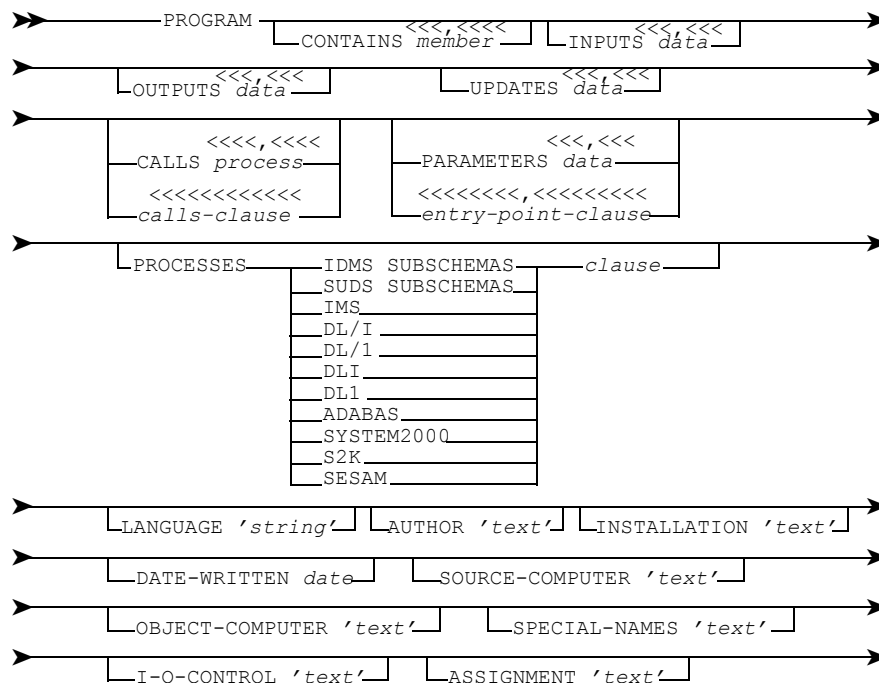 PROGRAM
<<<,<<<< <<<,<<<
CONTAINS member INPUTS data
<<<,<<< <<<,<<<
OUTPUTS data UPDATES data
<<<<,<<<< <<<,<<<
CALLS process PARAMETERS data
<<<<<<<<<<<< <<<<<<<<,<<<<<<<<<
calls-clause entry-point-clause
PROCESSES IDMS SUBSCHEMAS clause
SUDS SUBSCHEMAS
IMS
DL/I
DL/1
DLI
DL1
ADABAS
SYSTEM2000
S2K
SESAM
LANGUAGE 'string' AUTHOR 'text' INSTALLATION 'text'
DATE-WRITTEN date SOURCE-COMPUTER 'text'
OBJECT-COMPUTER 'text' SPECIAL-NAMES 'text'
I-O-CONTROL 'text' ASSIGNMENT 'text'